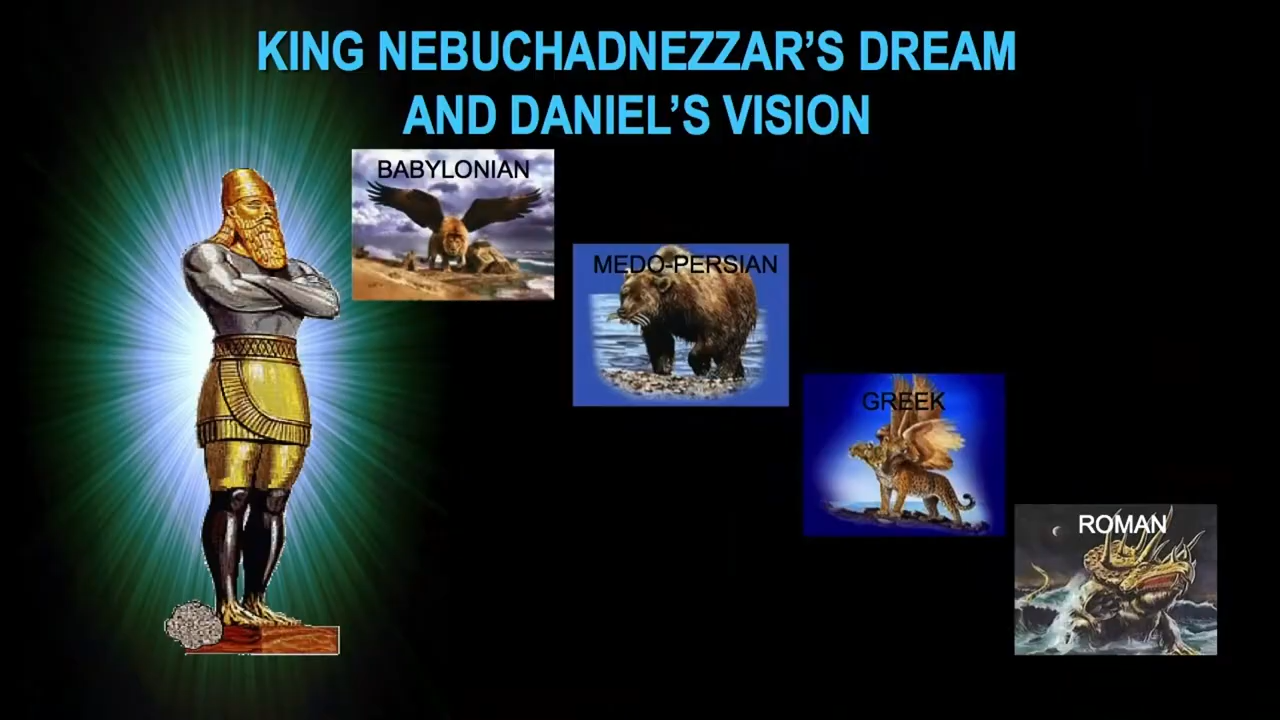 KING NEBUCHADNEZZAR’S DREAM
AND DANIEL’S VISION
BABYLONIAN
MEDO-PERSIAN
GREEK
ROMAN